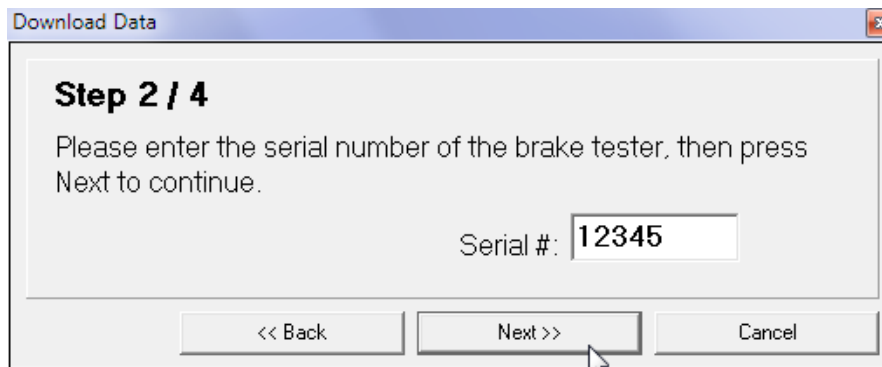 Download Data
Step 2 / 4
Please enter the serial number of the brake tester, then press
Next to continue.
Serial #: 12345
<< Back Next >> Cancel